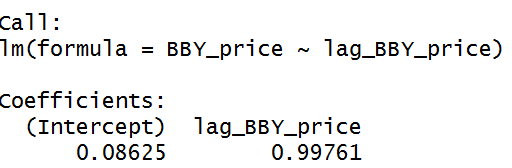 Call:
lm(formula = BBY_price ~ lag_BBY_price)
Coefficients:
(Intercept) lag_BBY_price
0.08625 0.99761